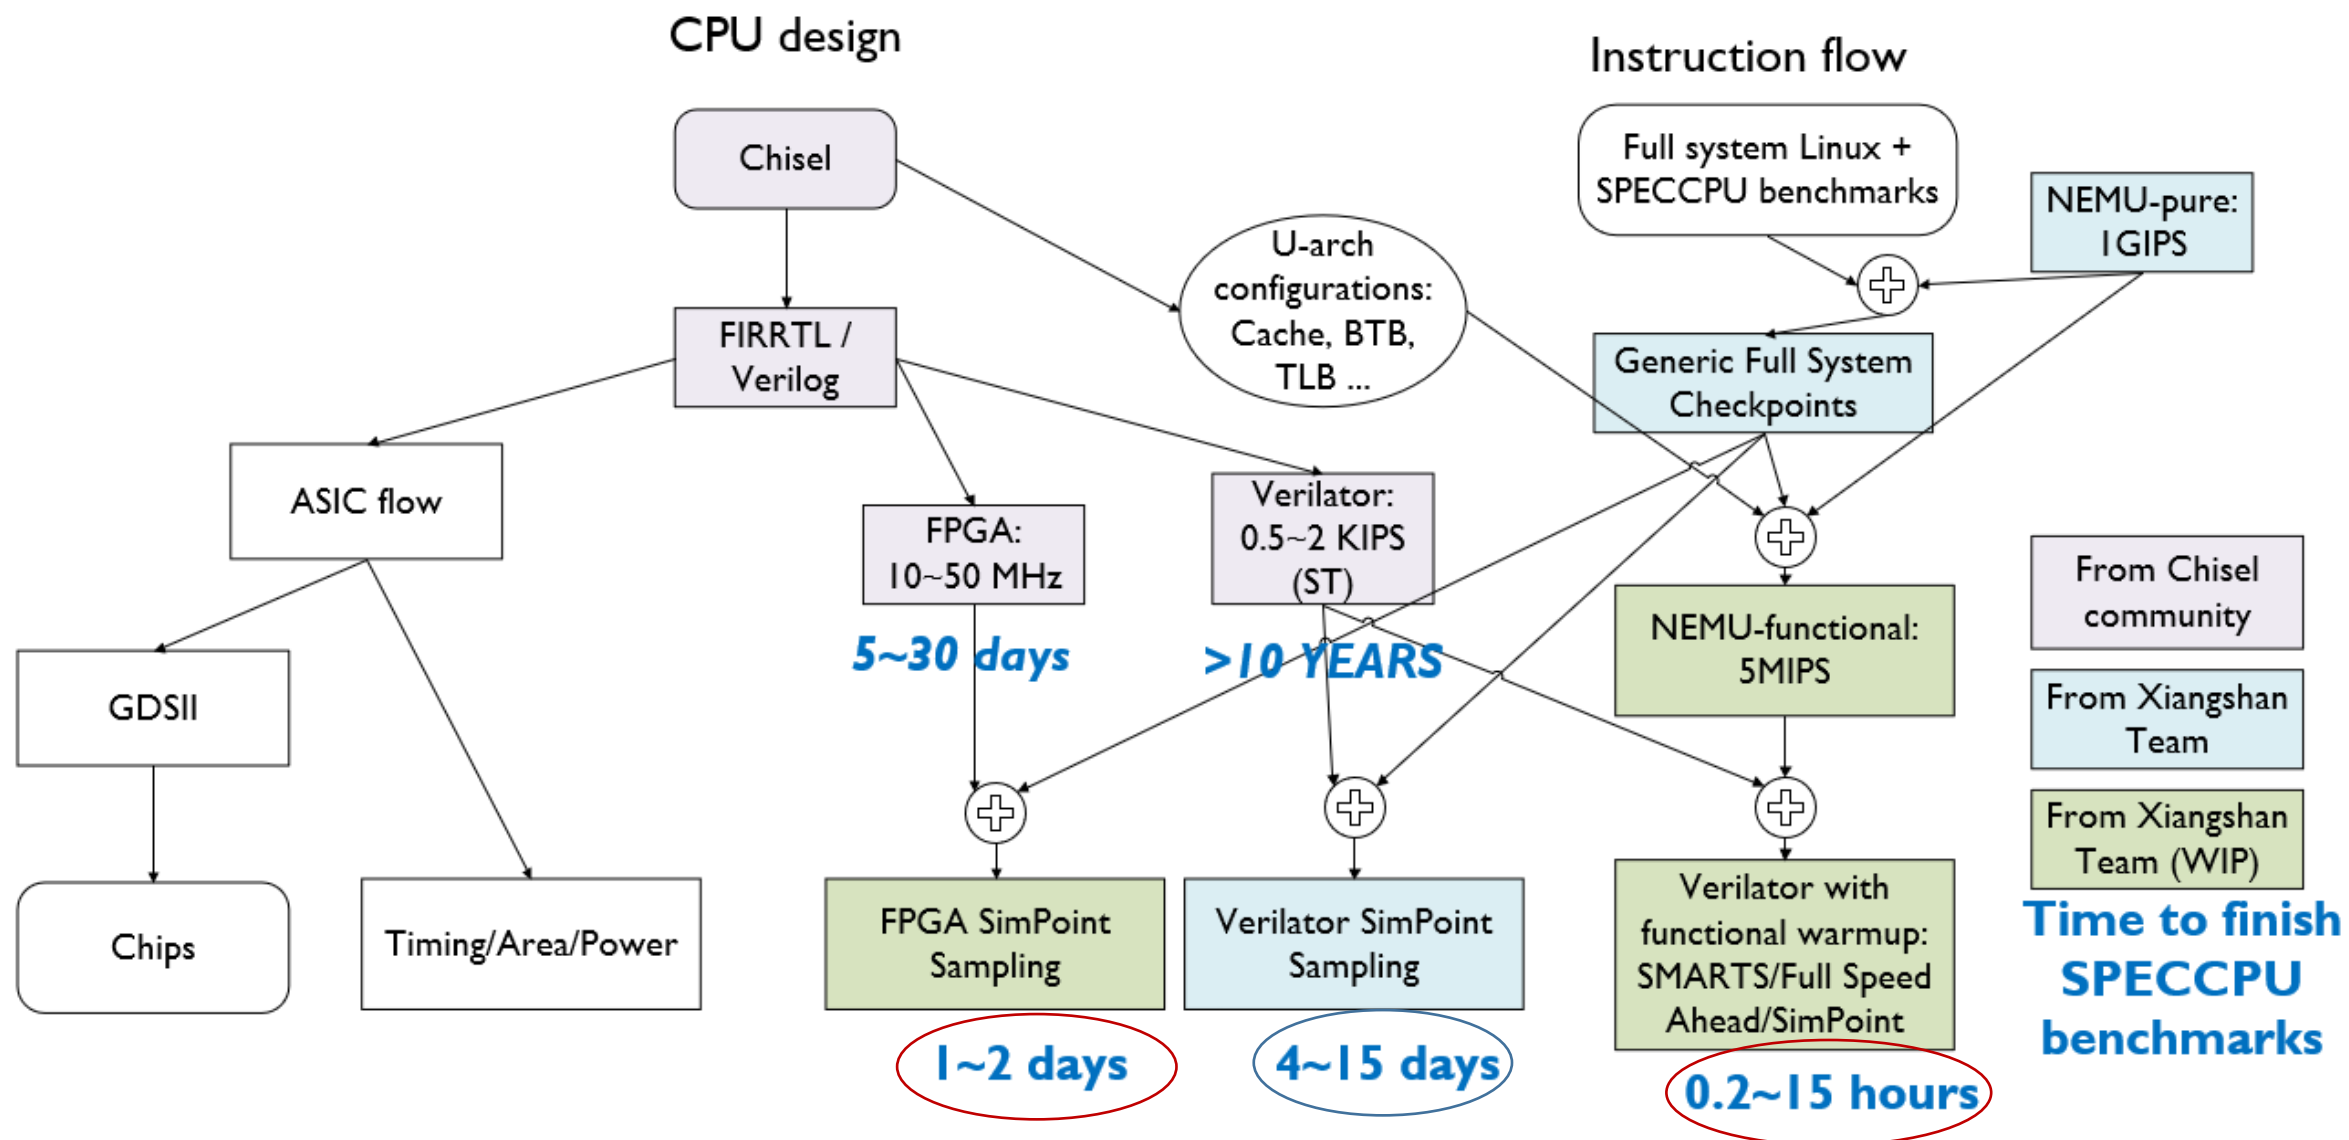 CPU design
Instruction flow
Chisel
Full system Linux +
SPECCPU benchmarks
NEMU-pure:
1GIPS
U-arch
configurations:
Cache, BTB,
TLB ...
FIRRTL /
Verilog
Generic Full System
Checkpoints
ASIC flow
FPGA:
10~50 MHz
Verilator:
0.5~2 KIPS
(ST)
5~30 days
>10 YEARS
NEMU-functional:
5MIPS
From Chisel
community
From Xiangshan
Team
From Xiangshan
Team (WIP)
GDSII
Chips
Timing/Area/Power
FPGA SimPoint
Sampling
Verilator SimPoint
Sampling
Verilator with
functional warmup:
SMARTS/Full Speed
Ahead/SimPoint
Time to finish
SPECCPU
benchmarks
1~2 days
4~15 days
0.2~15 hours